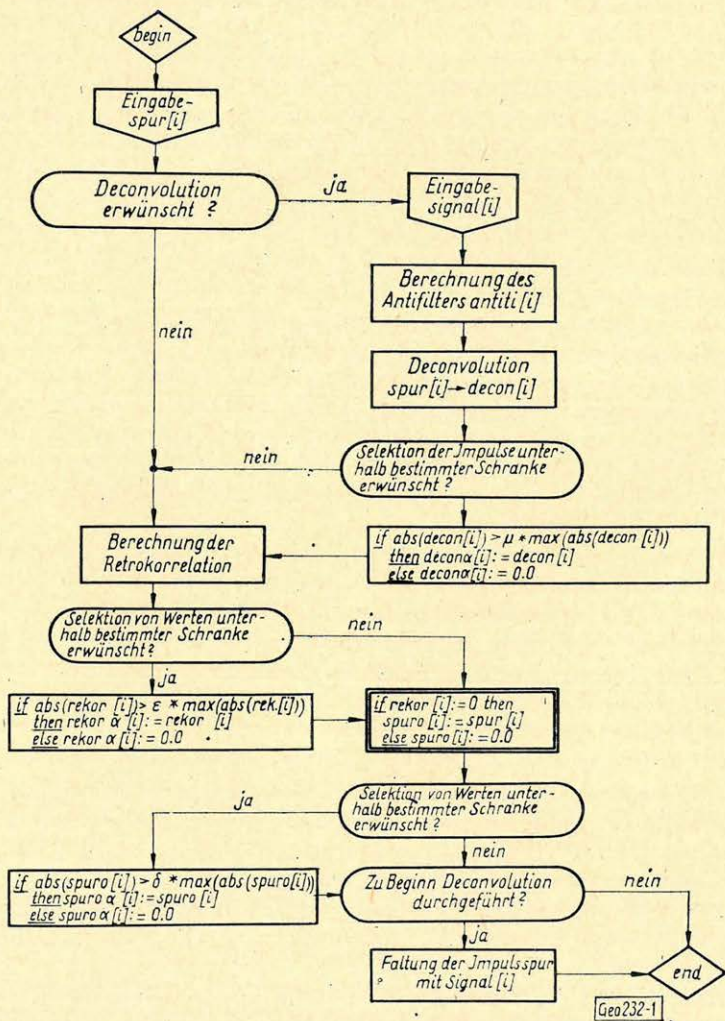 begin
Eingabe-
spur[i]
Deconvolution
erwünscht ?
ja
Eingabe-
signal[i]
Berechnung des
Antifilters antiti[i]
nein
Deconvolution
spur[i]→decon[i]
Selektion der Jmpulse unter-
halb bestimmter Schranke
erwünscht ?
nein
if abs(decon[i])>μ*max(abs(decon[i]))
then deconα[i]:=decon[i]
else deconα[i]:=0.0
Berechnung der
Retrokorrelation
Selektion von Werten unter-
halb bestimmter Schranke
erwünscht?
nein
ja
if abs(rekor [i])>ε*max(abs(rek.[i]))
then rekor α[i]:=rekor [i]
else rekor α[i]:=0.0
if rekor [i]:=0 then
spuro [i]:=spur [i]
else spuro[i]:=0.0
Selektion von Werten unter-
halb bestimmter Schranke
erwünscht ?
ja
nein
if abs(spuro[i])>δ*max(abs(spuro[i]))
then spuro α[i]:=spuro [i]
else spuro α[i]:=0.0
Zu Beginn Deconvolution
durchgeführt ?
nein
ja
Faltung der Jmpulsspur
mit Signal[i]
end
Geo232-1